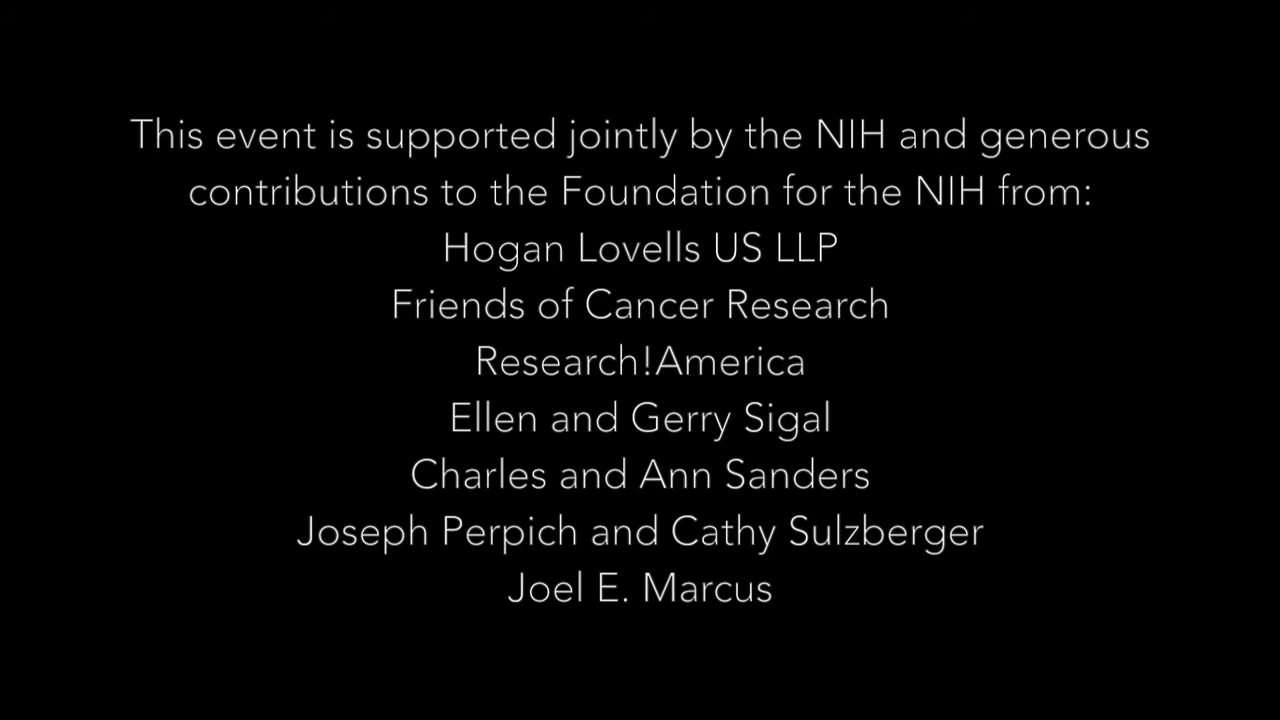 This event is supported jointly by the NIH and generous
contributions to the Foundation for the NIH from:
Hogan Lovells US LLP
Friends of Cancer Research
Research!America
Ellen and Gerry Sigal
Charles and Ann Sanders
Joseph Perpich and Cathy Sulzberger
Joel E. Marcus